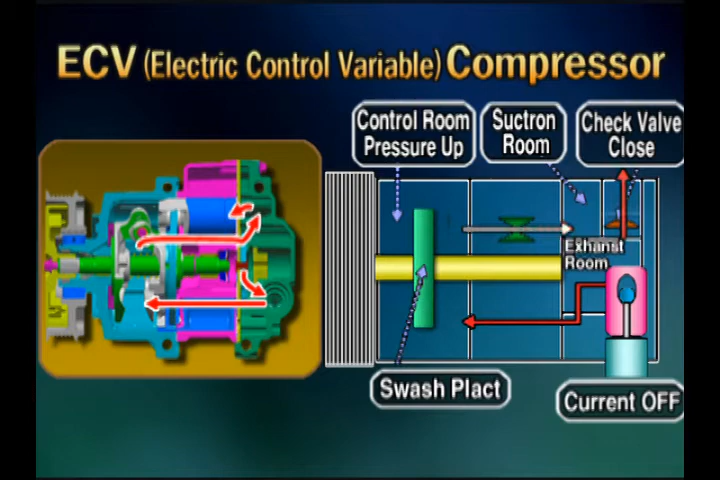 ECV (Electric Control Variable) Compressor
Control Room
Pressure Up
Suctron
Room
Check Valve
Close
Exhanst
Room
Swash Plact
Current OFF